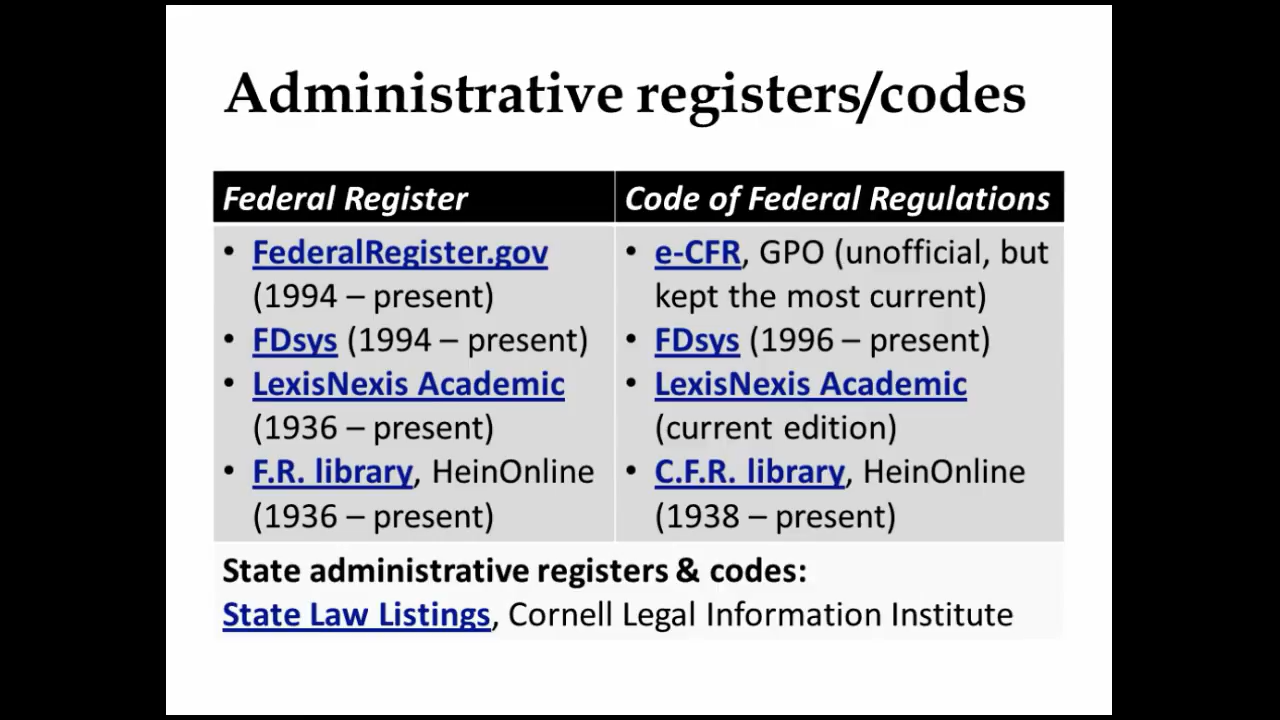 Administrative registers/codes
Federal Register
• FederalRegister.gov
(1994 – present)
• FDsys (1994 – present)
• LexisNexis Academic
(1936 – present)
• F.R. library, HeinOnline
(1936 – present)
Code of Federal Regulations
• e-CFR, GPO (unofficial, but
kept the most current)
• FDsys (1996 – present)
• LexisNexis Academic
(current edition)
• C.F.R. library, HeinOnline
(1938 – present)
State administrative registers & codes:
State Law Listings, Cornell Legal Information Institute